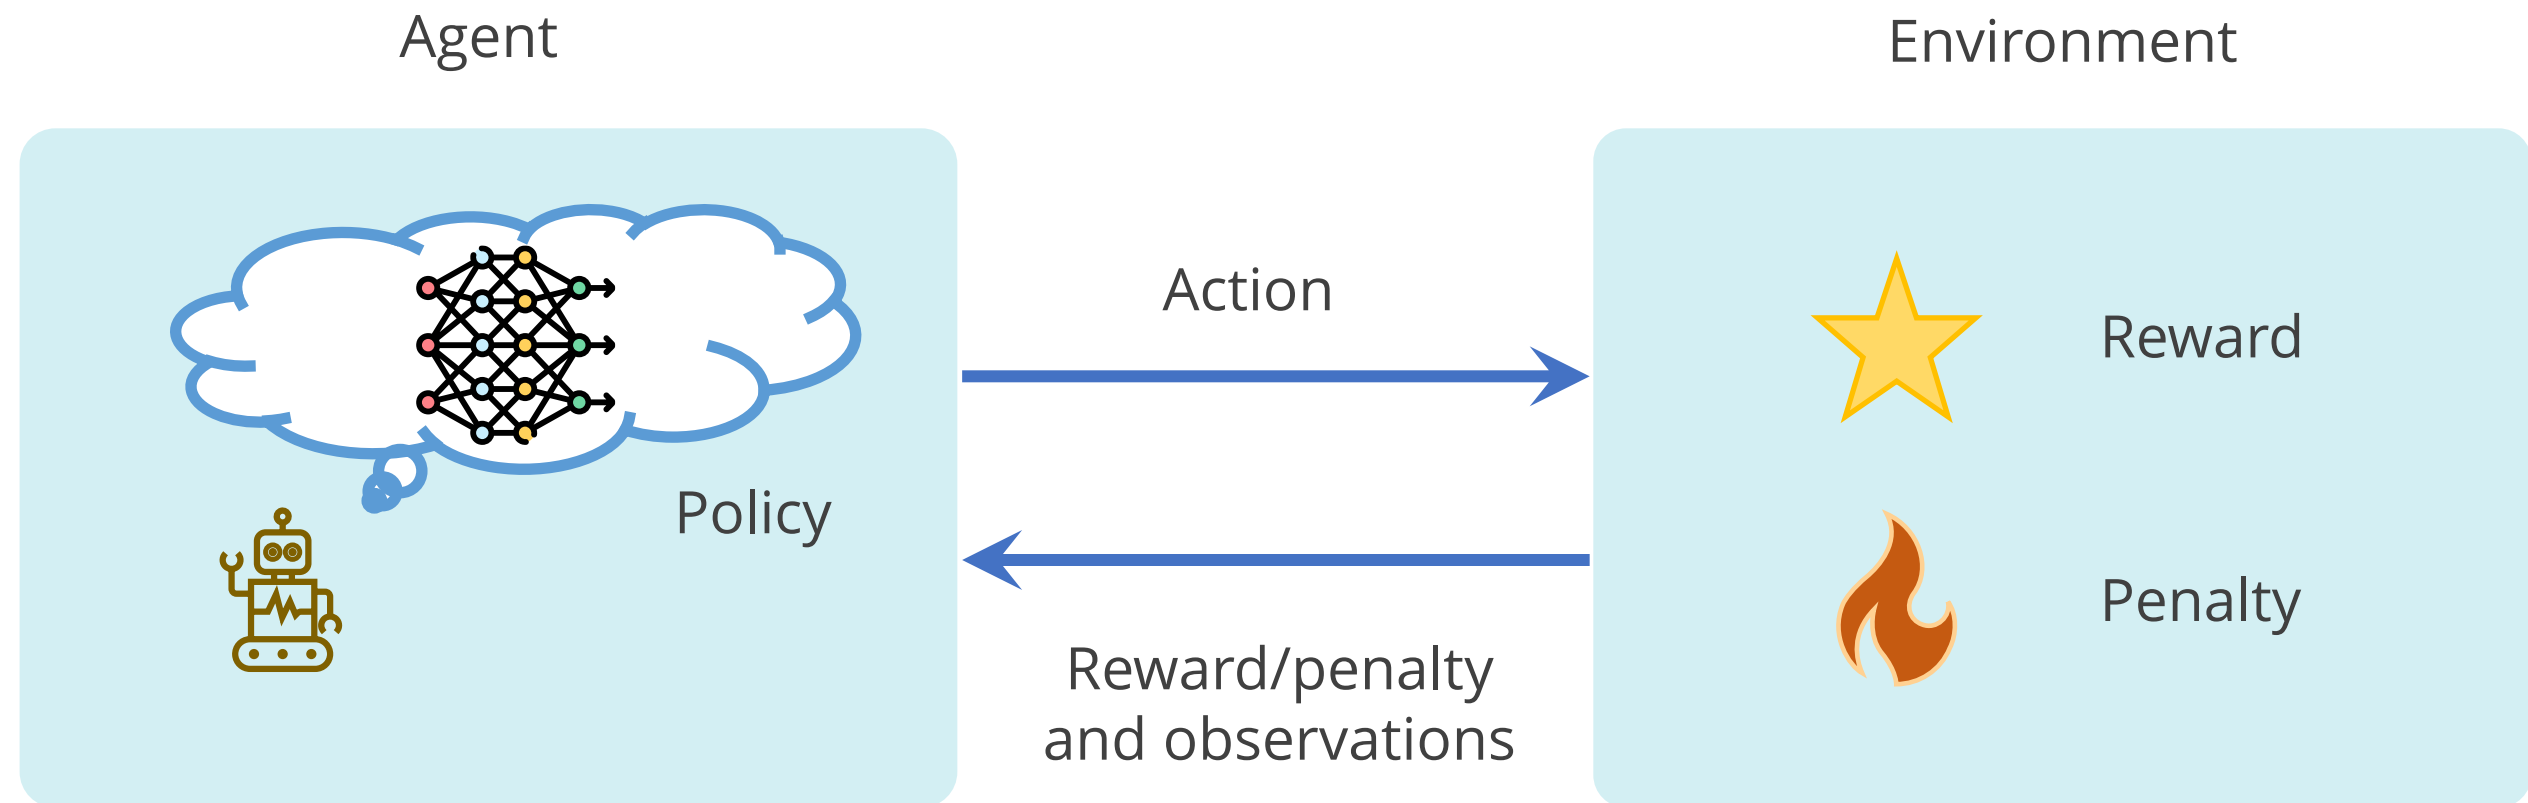 Agent
Environment
Action
Reward
Policy
Penalty
Reward/penalty
and observations